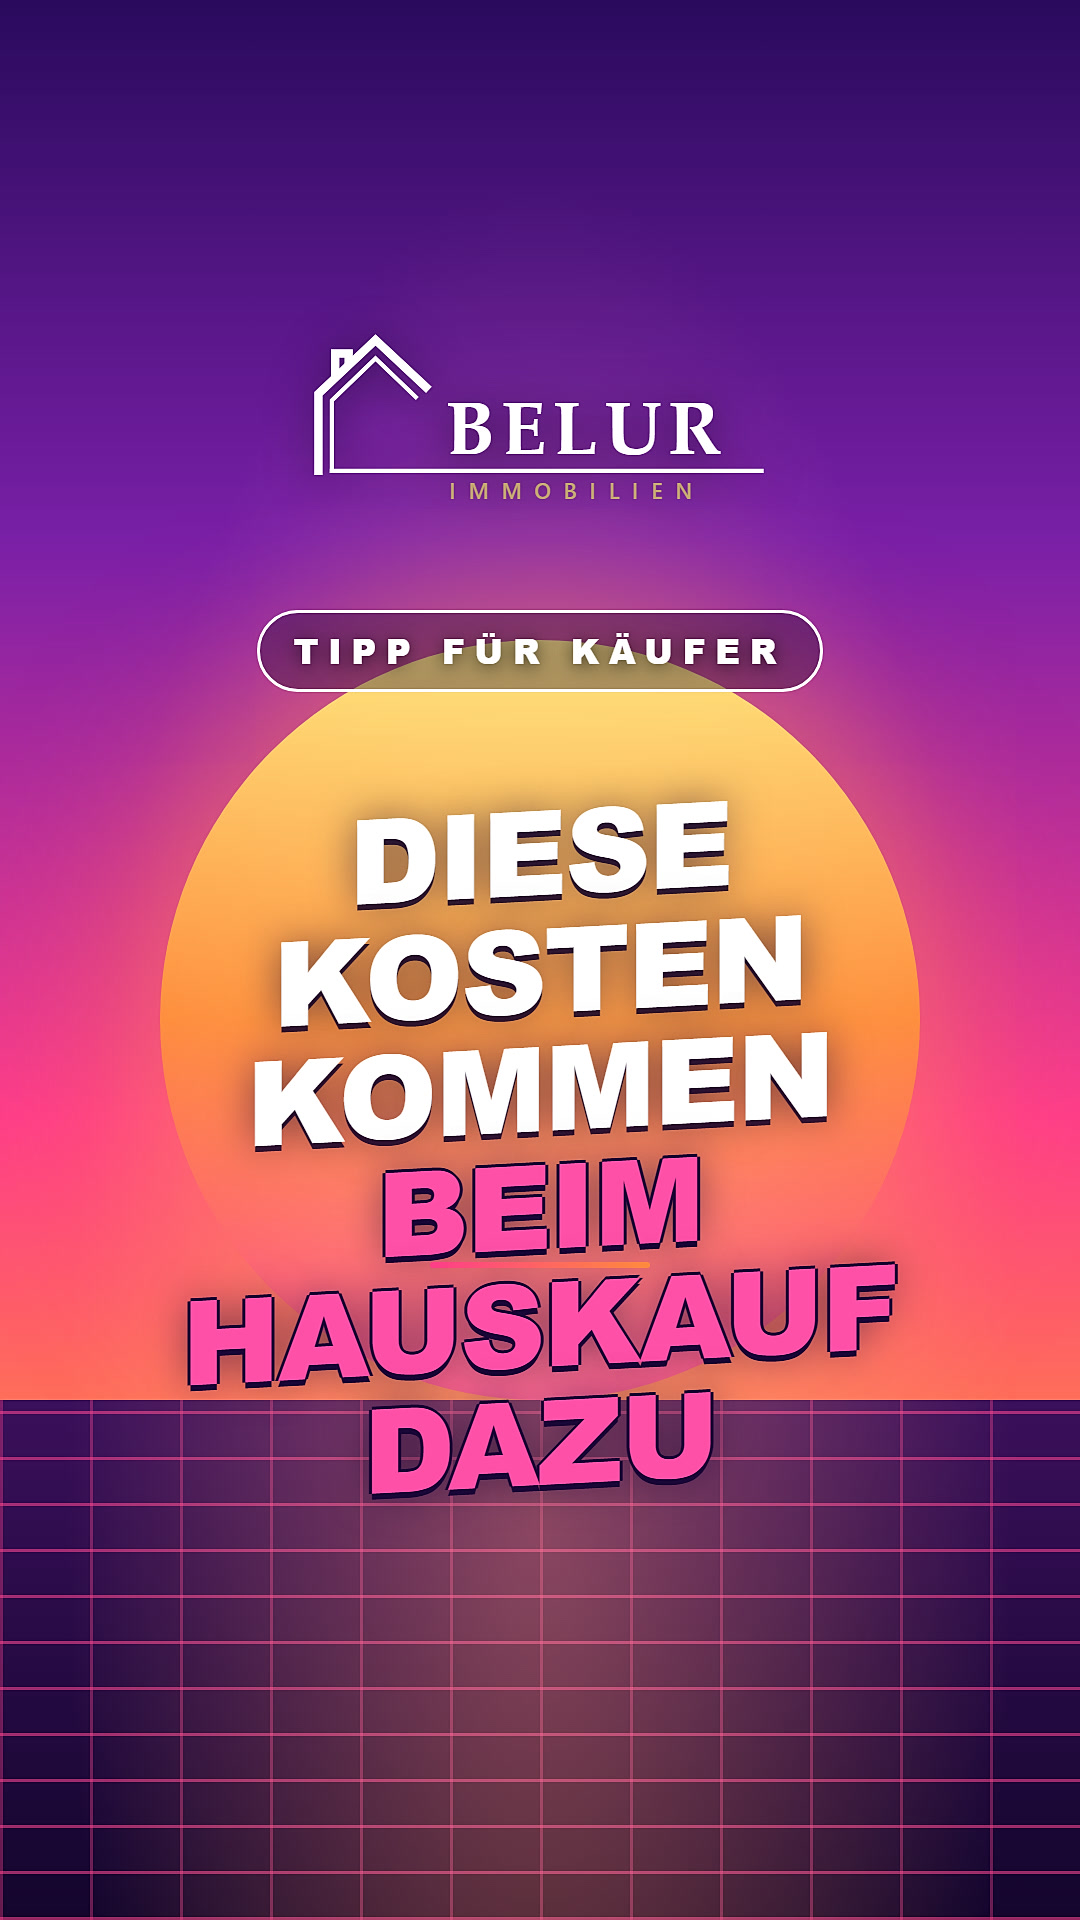 BELUR
IMMOBILIEN
TIPP FÜR KÄUFER
DIESE
KOSTEN
KOMMEN
BEIM
HAUSKAUF
DAZU